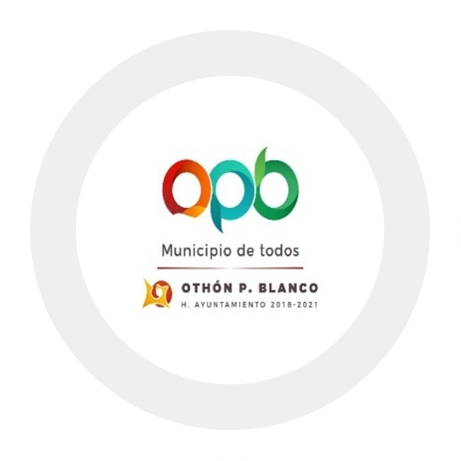 opb
Municipio de todos
OTHÓN P. BLANCO
H. AYUNTAMIENTO 2018-2021